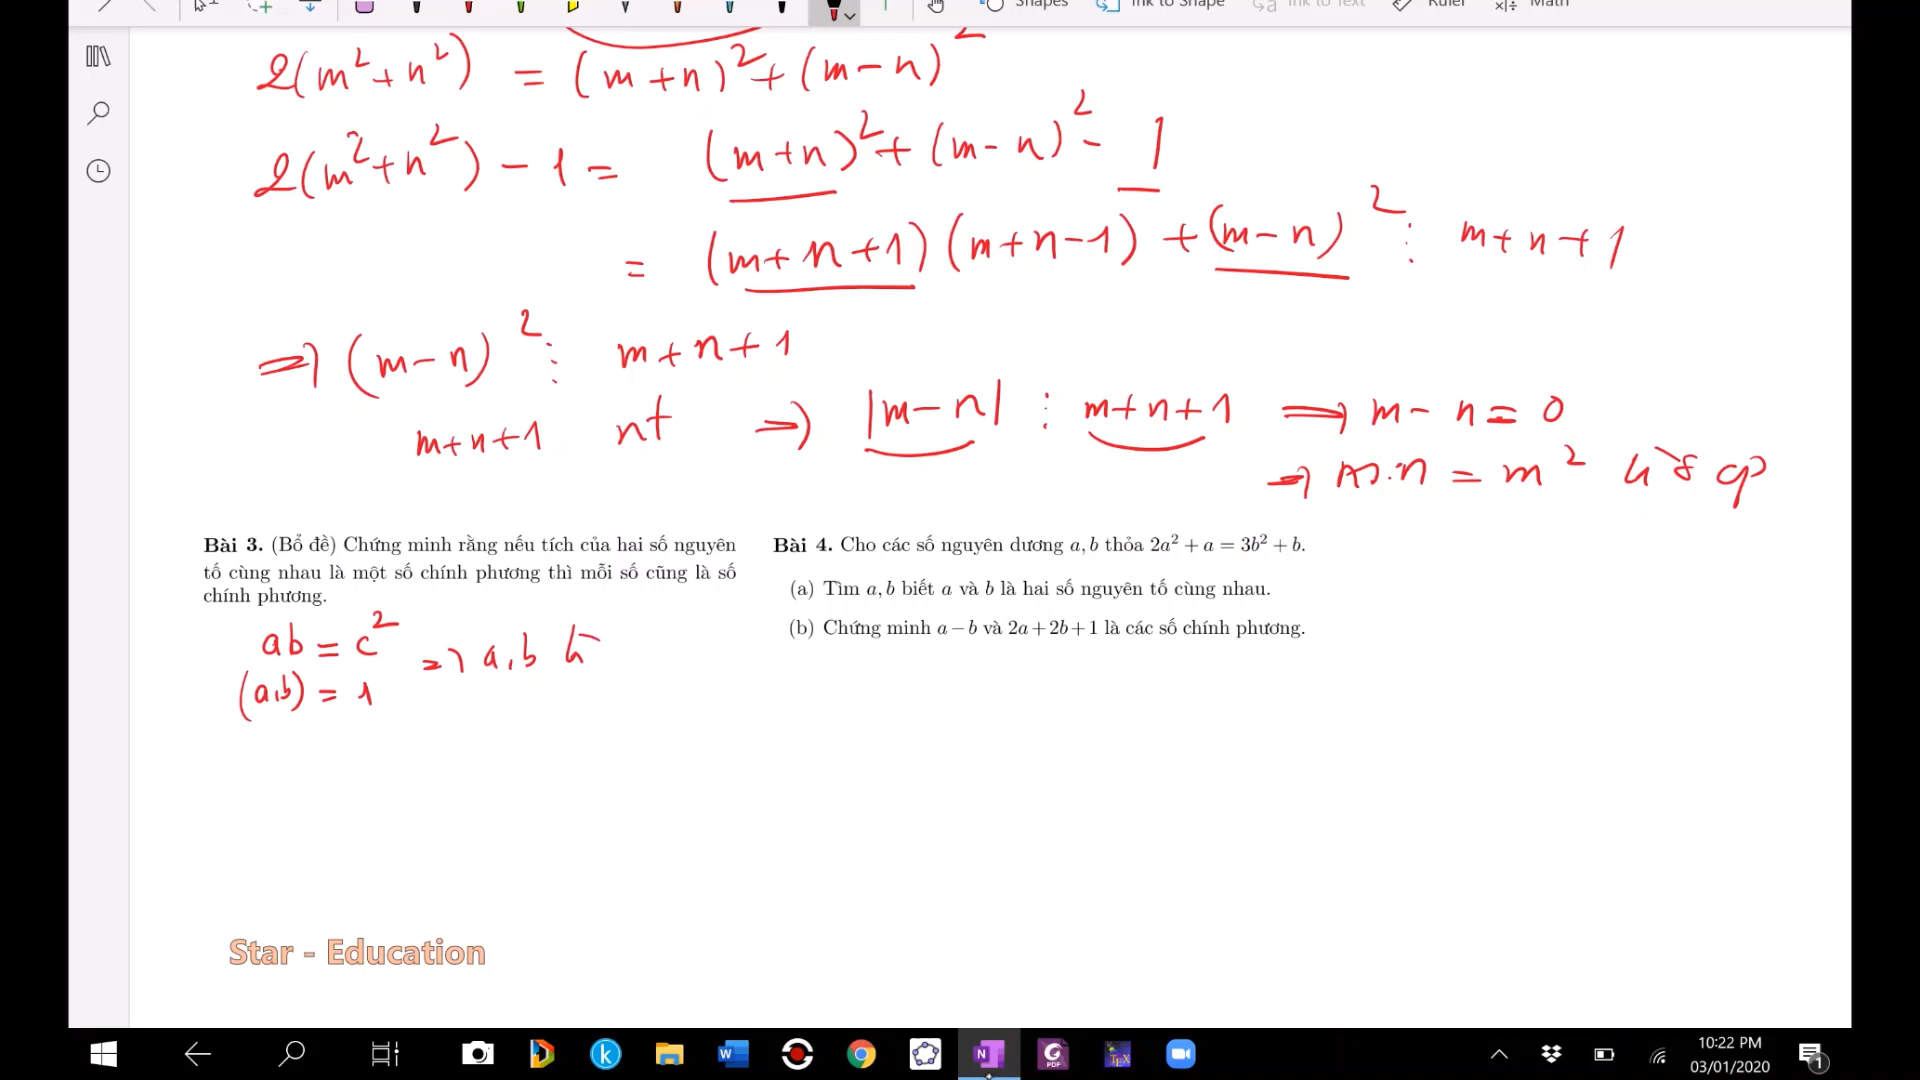 Shapes Ink to Shape Ink to Text Ruler Math
2(m² + n²) = (m + n)² + (m - n)²
2(m² + n²) - 1 = (m + n)² + (m - n)² - 1
= (m + n + 1)(m + n - 1) + (m - n)² ⋮ m + n + 1
⇒ (m - n)² ⋮ m + n + 1
m + n + 1 nt ⇒ |m - n| ⋮ m + n + 1 ⇒ m - n = 0
⇒ m.n = m²
Bài 3. (Bổ đề) Chứng minh rằng nếu tích của hai số nguyên
tố cùng nhau là một số chính phương thì mỗi số cũng là số
chính phương.
ab = c²
(a,b) = 1
⇒ a, b
Bài 4. Cho các số nguyên dương a, b thỏa 2a² + a = 3b² + b.
(a) Tìm a, b biết a và b là hai số nguyên tố cùng nhau.
(b) Chứng minh a − b và 2a + 2b + 1 là các số chính phương.
Star - Education
10:22 PM
03/01/2020
1